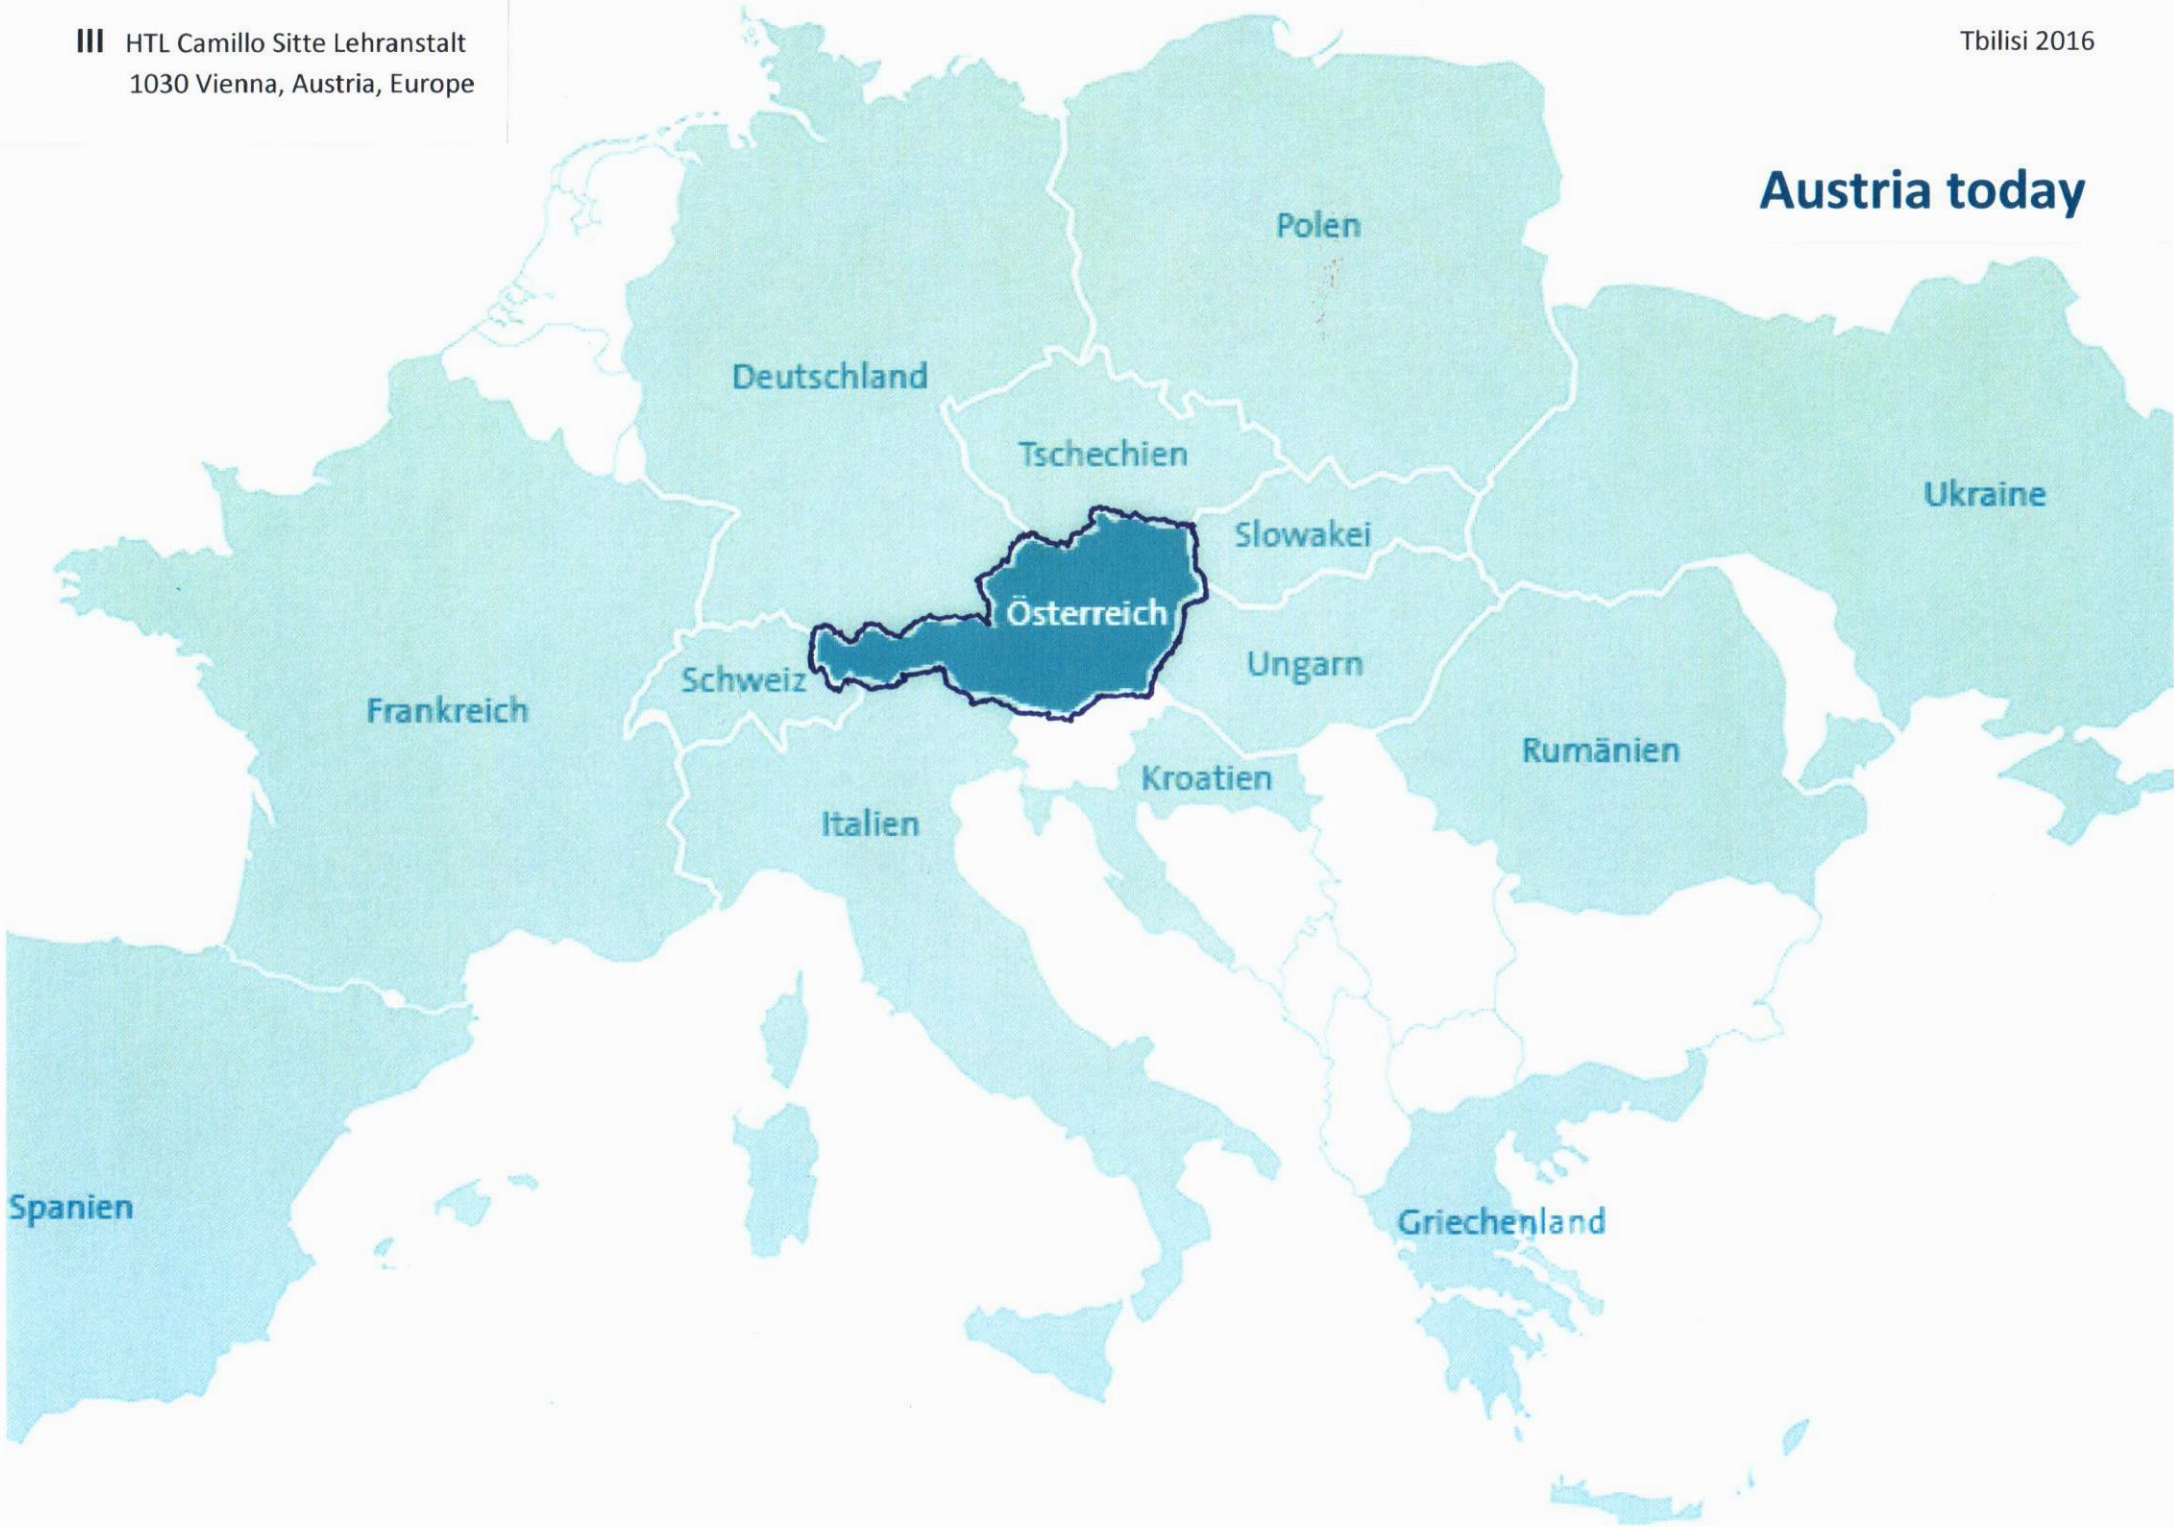 III HTL Camillo Sitte Lehranstalt
1030 Vienna, Austria, Europe
Tbilisi 2016
Austria today
Polen
Deutschland
Tschechien
Ukraine
Slowakei
Österreich
Ungarn
Schweiz
Frankreich
Rumänien
Kroatien
Italien
Spanien
Griechenland